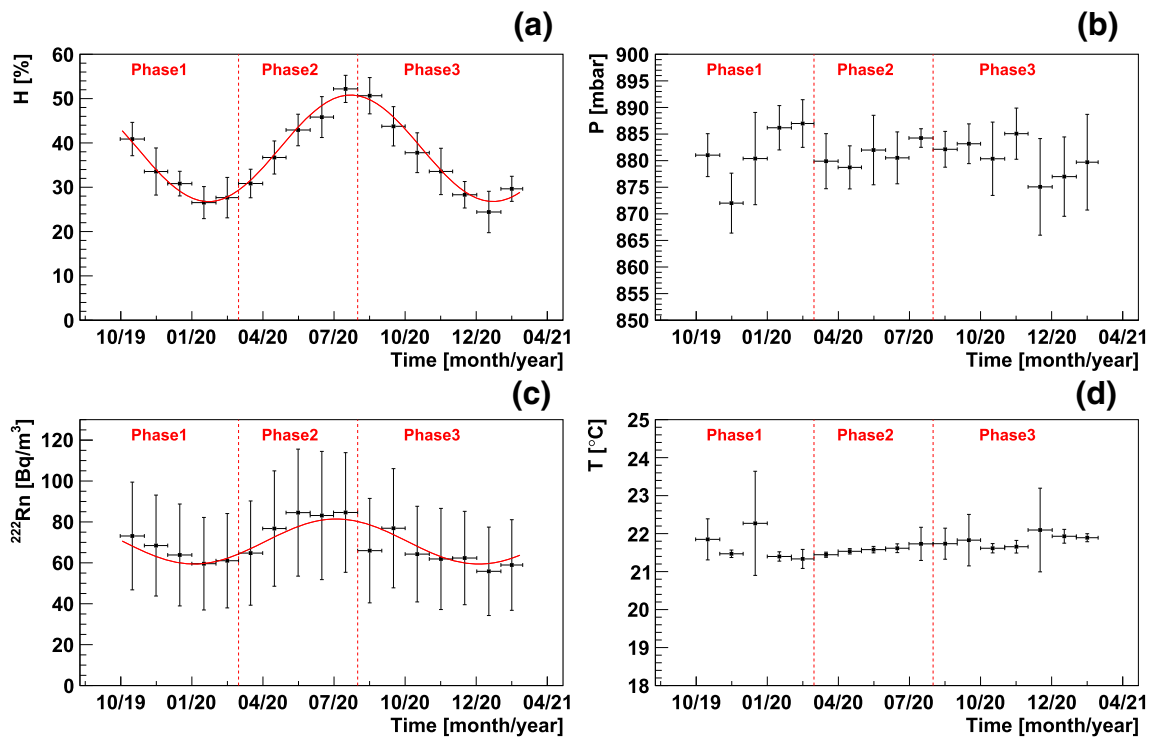 (a)
H [%]
60
50
40
30
20
10
0
Phase1 Phase2 Phase3
10/19 01/20 04/20 07/20 10/20 12/20 04/21
Time [month/year]
(b)
P [mbar]
900
895
890
885
880
875
870
865
860
855
850
Phase1 Phase2 Phase3
10/19 01/20 04/20 07/20 10/20 12/20 04/21
Time [month/year]
(c)
²²²Rn [Bq/m³]
120
100
80
60
40
20
0
Phase1 Phase2 Phase3
10/19 01/20 04/20 07/20 10/20 12/20 04/21
Time [month/year]
(d)
T [°C]
25
24
23
22
21
20
19
18
Phase1 Phase2 Phase3
10/19 01/20 04/20 07/20 10/20 12/20 04/21
Time [month/year]